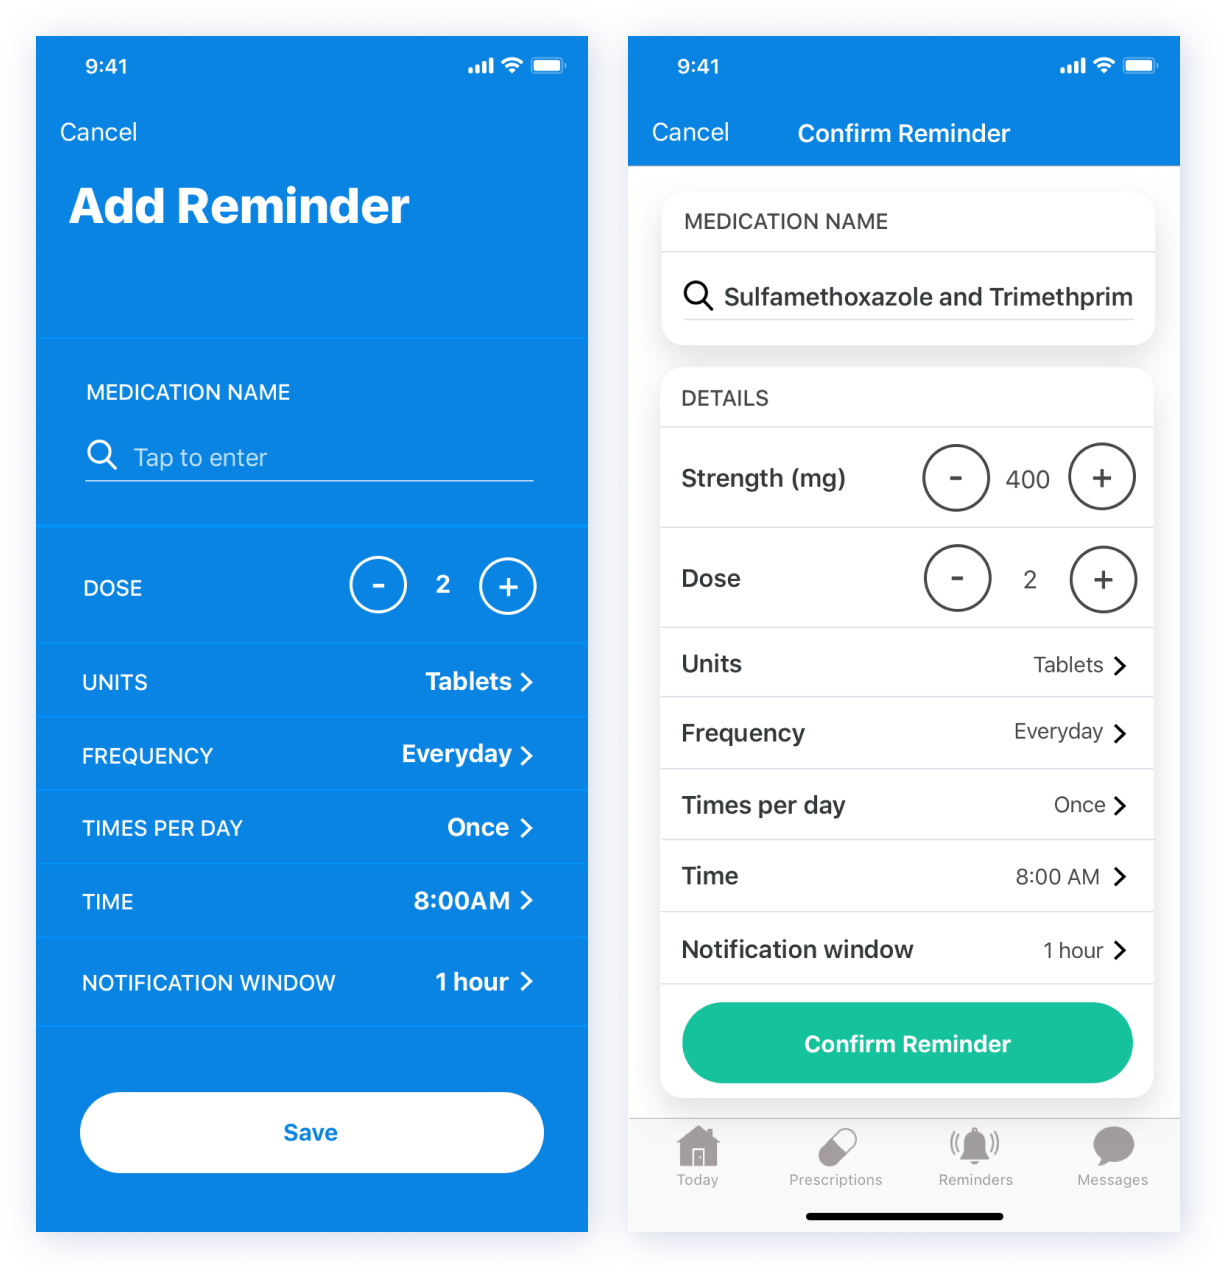 9:41
Cancel
Add Reminder
MEDICATION NAME
Tap to enter
DOSE - 2 +
UNITS Tablets
FREQUENCY Everyday
TIMES PER DAY Once
TIME 8:00AM
NOTIFICATION WINDOW 1 hour
Save
9:41
Cancel Confirm Reminder
MEDICATION NAME
Sulfamethoxazole and Trimethprim
DETAILS
Strength (mg) - 400 +
Dose - 2 +
Units Tablets
Frequency Everyday
Times per day Once
Time 8:00 AM
Notification window 1 hour
Confirm Reminder
Today Prescriptions Reminders Messages